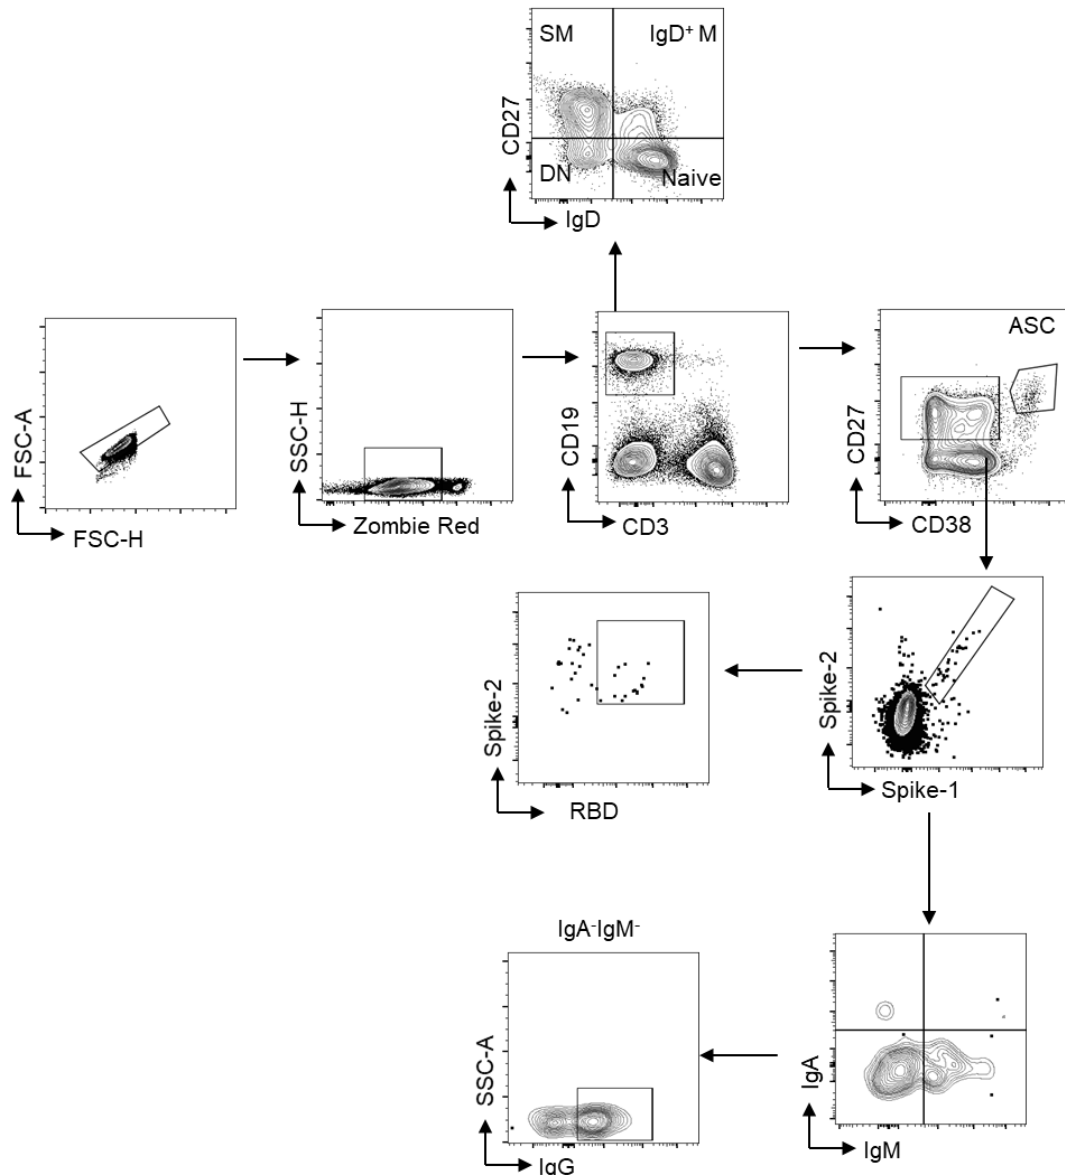 SM
IgD⁺ M
CD27
DN
Naive
IgD
FSC-A
FSC-H
SSC-H
Zombie Red
CD19
CD3
ASC
CD27
CD38
Spike-2
RBD
Spike-2
Spike-1
IgA⁻IgM⁻
SSC-A
IgG
IgA
IgM